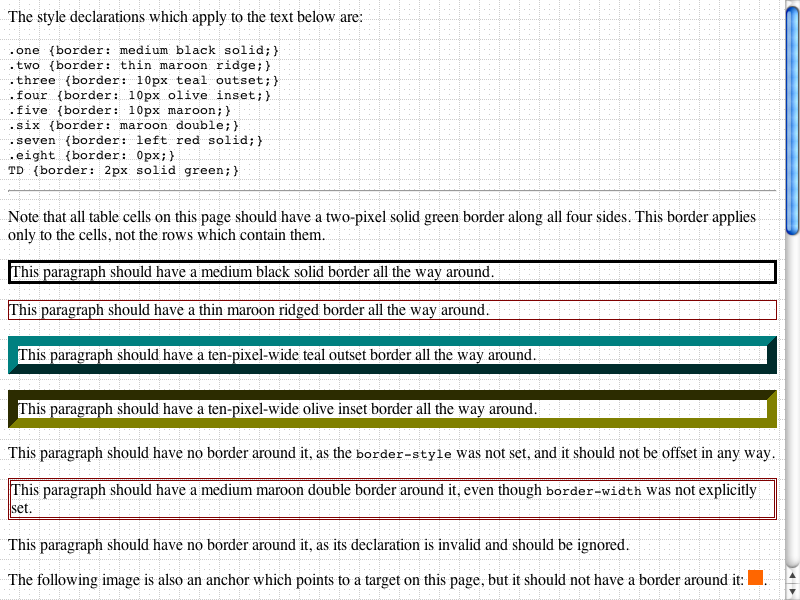 The style declarations which apply to the text below are:
.one {border: medium black solid;}
.two {border: thin maroon ridge;}
.three {border: 10px teal outset;}
.four {border: 10px olive inset;}
.five {border: 10px maroon;}
.six {border: maroon double;}
.seven {border: left red solid;}
.eight {border: 0px;}
TD {border: 2px solid green;}
Note that all table cells on this page should have a two-pixel solid green border along all four sides. This border applies
only to the cells, not the rows which contain them.
This paragraph should have a medium black solid border all the way around.
This paragraph should have a thin maroon ridged border all the way around.
This paragraph should have a ten-pixel-wide teal outset border all the way around.
This paragraph should have a ten-pixel-wide olive inset border all the way around.
This paragraph should have no border around it, as the border-style was not set, and it should not be offset in any way.
This paragraph should have a medium maroon double border around it, even though border-width was not explicitly
set.
This paragraph should have no border around it, as its declaration is invalid and should be ignored.
The following image is also an anchor which points to a target on this page, but it should not have a border around it: .